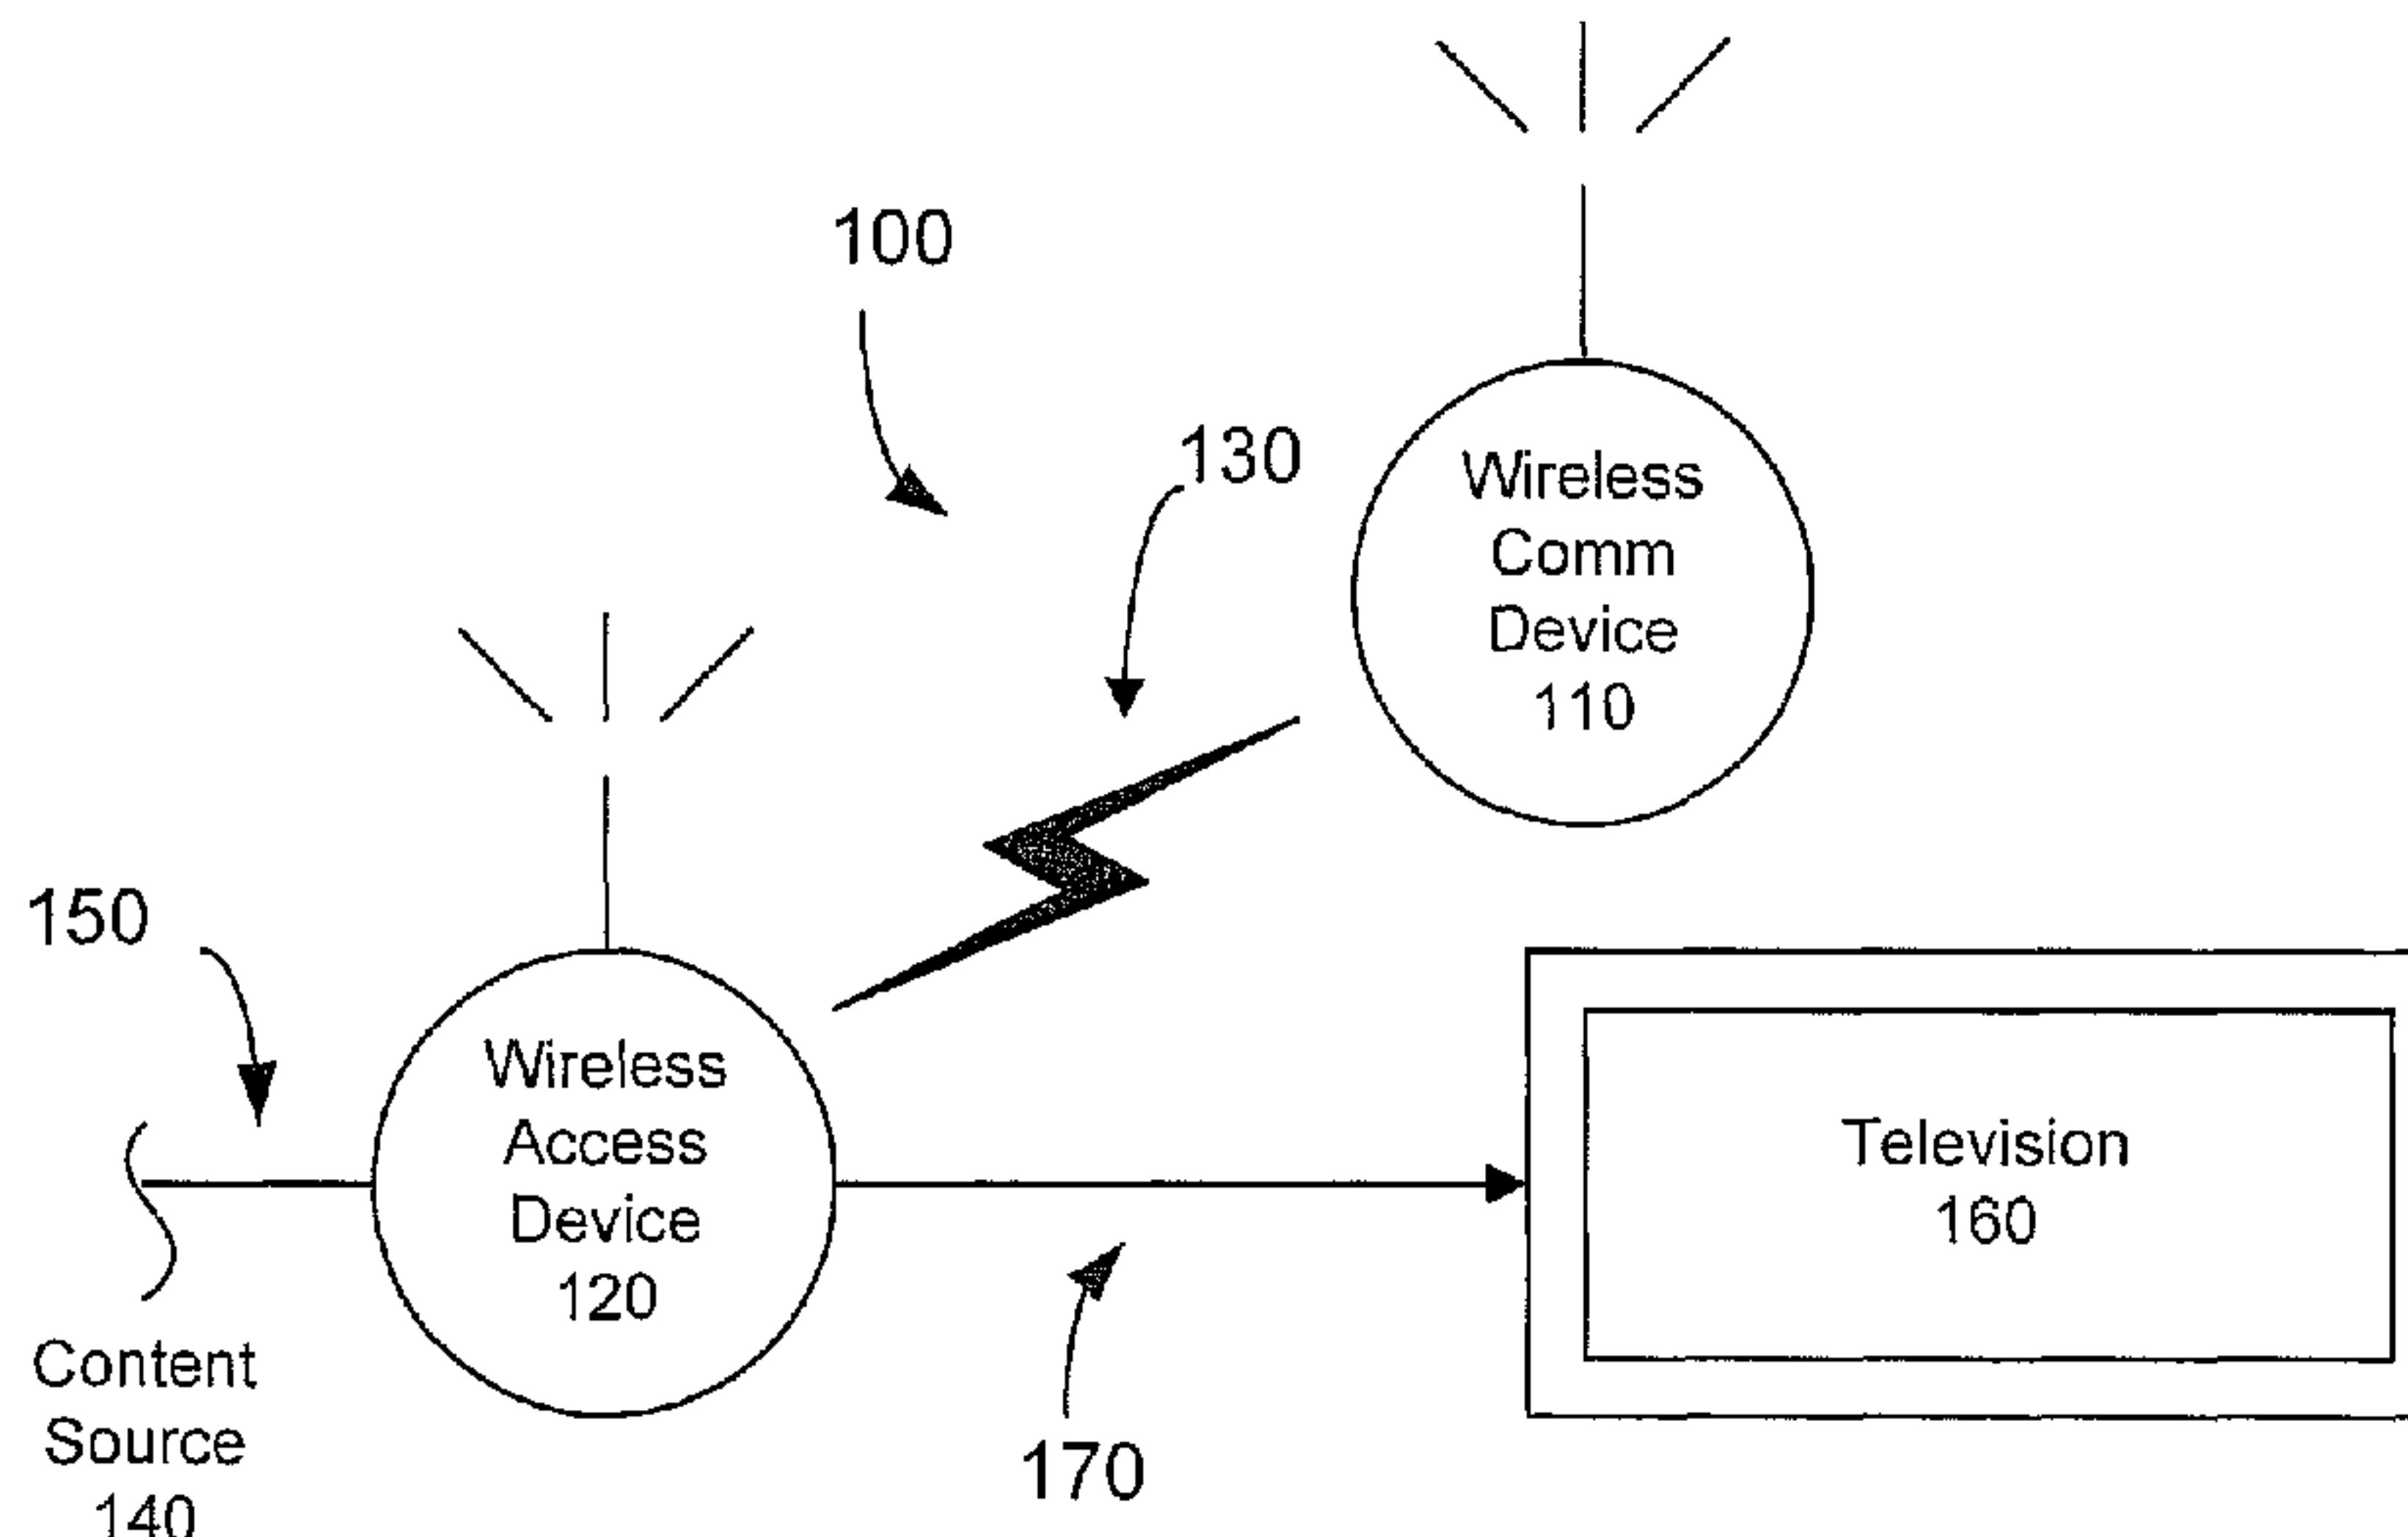 100
130
Wireless
Comm
Device
110
150
Wireless
Access
Device
120
Television
160
Content
Source
140
170